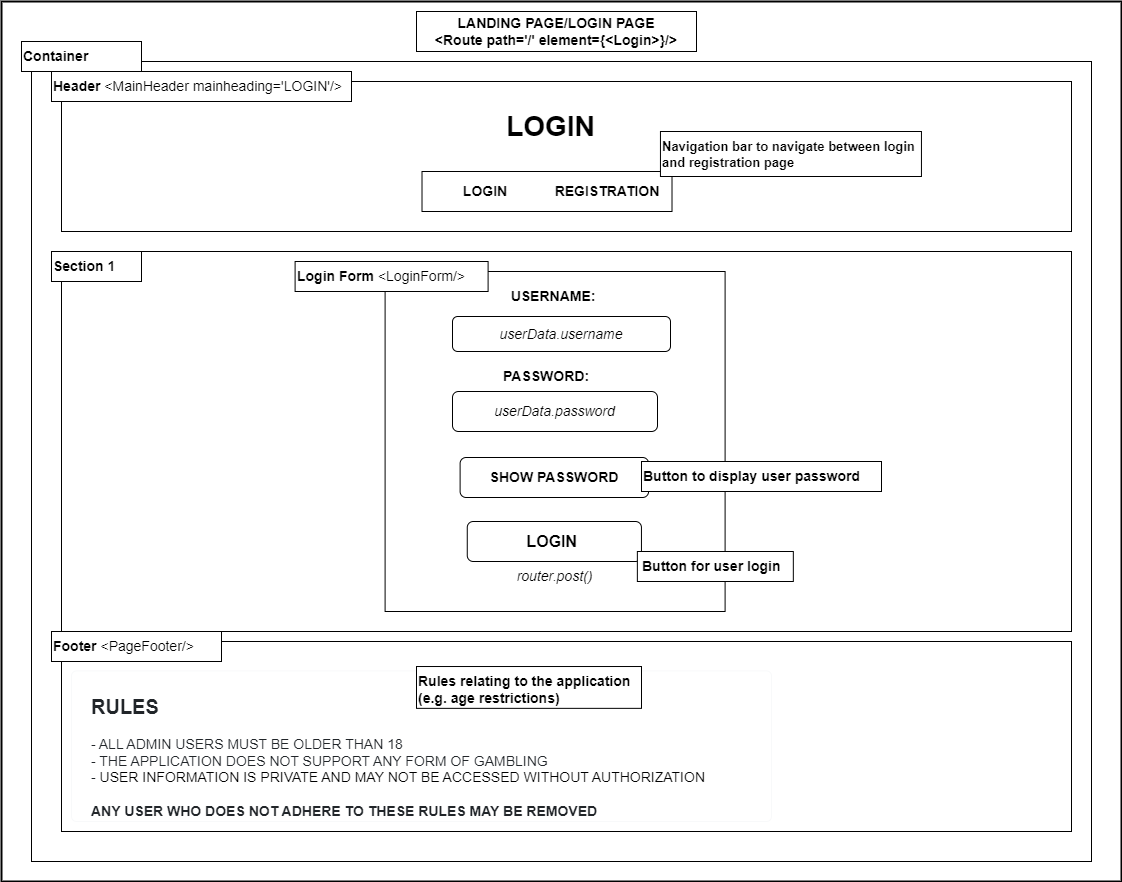 LANDING PAGE/LOGIN PAGE
<Route path='/' element={<Login>}/>
Container
Header <MainHeader mainheading='LOGIN'/>
LOGIN
Navigation bar to navigate between login
and registration page
LOGIN REGISTRATION
Section 1
Login Form <LoginForm/>
USERNAME:
userData.username
PASSWORD:
userData.password
SHOW PASSWORD
Button to display user password
LOGIN
Button for user login
router.post()
Footer <PageFooter/>
Rules relating to the application
(e.g. age restrictions)
RULES
- ALL ADMIN USERS MUST BE OLDER THAN 18
- THE APPLICATION DOES NOT SUPPORT ANY FORM OF GAMBLING
- USER INFORMATION IS PRIVATE AND MAY NOT BE ACCESSED WITHOUT AUTHORIZATION
ANY USER WHO DOES NOT ADHERE TO THESE RULES MAY BE REMOVED